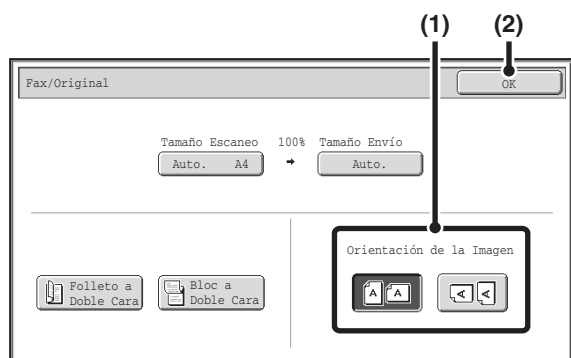 (1) (2)
Fax/Original OK
Tamaño Escaneo 100% Tamaño Envío
Auto. A4 → Auto.
Orientación de la Imagen
Folleto a
Doble Cara
Bloc a
Doble Cara
A A A A